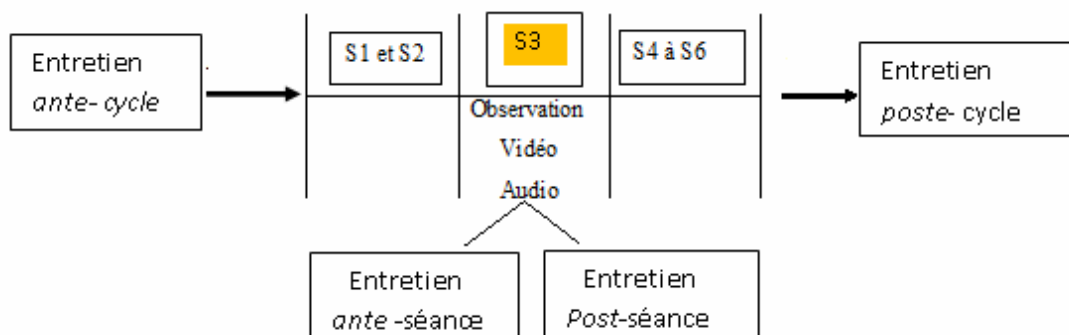 Entretien
ante- cycle
S1 et S2
S3
S4 à S6
Observation
Vidéo
Audio
Entretien
poste- cycle
Entretien
ante -séance
Entretien
Post-séance